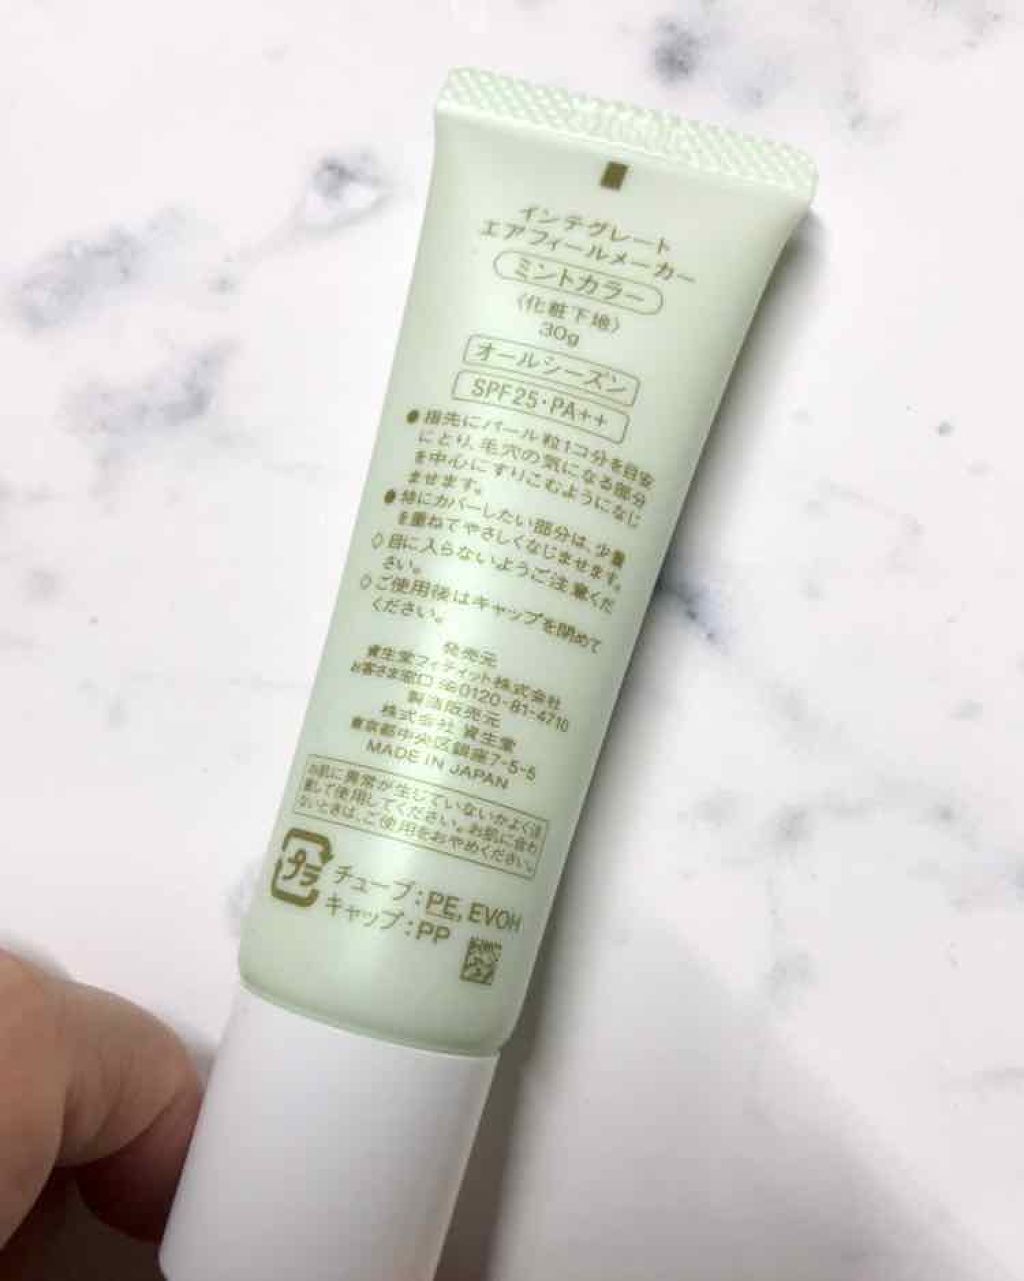 インテグレート
エアフィールメーカー
ミントカラー
〈化粧下地〉
30g
オールシーズン
SPF25・PA++
●指先にパール粒1コ分を目安
にとり、毛穴の気になる部分
を中心にすりこむようになじ
ませます。
●特にカバーしたい部分は、少量
を重ねてやさしくなじませます。
◇目に入らないようご注意くだ
さい。
◇ご使用後はキャップを閉めて
ください。
発売元
資生堂フィティット株式会社
お客さま窓口 0120-81-4710
製造販売元
株式会社 資生堂
東京都中央区銀座7-5-5
MADE IN JAPAN
お肌に異常が生じていないかよく注
意して使用してください。お肌に合わ
ないときは、ご使用をおやめください。
プラ
チューブ:PE, EVOH
キャップ:PP